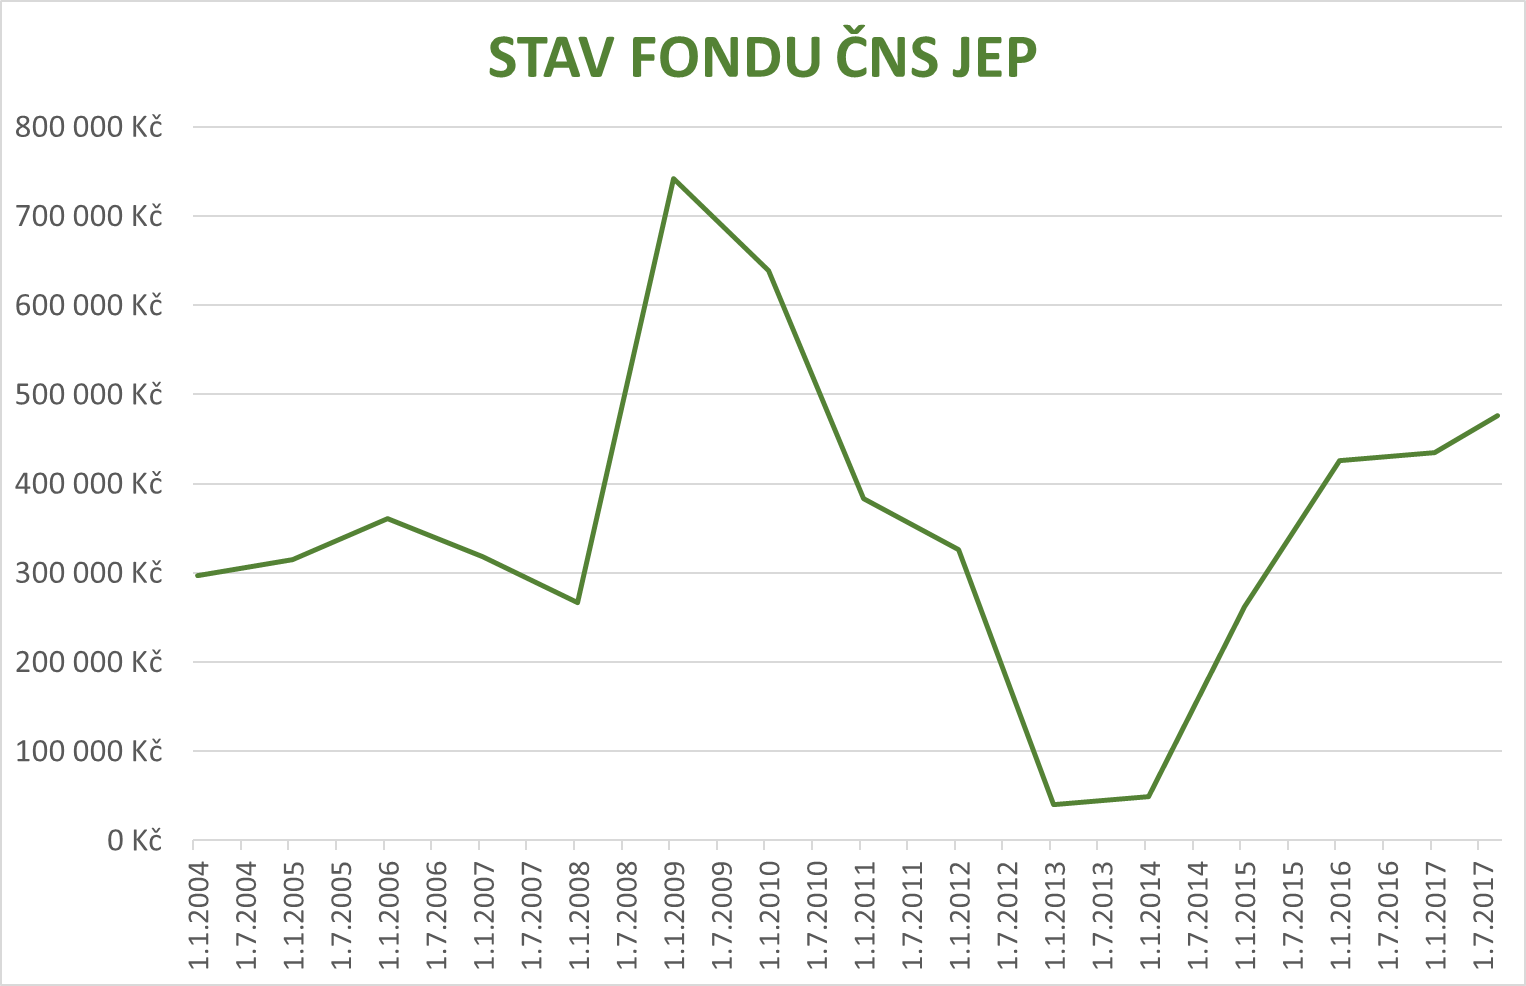 STAV FONDU ČNS JEP
800 000 Kč
700 000 Kč
600 000 Kč
500 000 Kč
400 000 Kč
300 000 Kč
200 000 Kč
100 000 Kč
0 Kč
1.1.2004
1.7.2004
1.1.2005
1.7.2005
1.1.2006
1.7.2006
1.1.2007
1.7.2007
1.1.2008
1.7.2008
1.1.2009
1.7.2009
1.1.2010
1.7.2010
1.1.2011
1.7.2011
1.1.2012
1.7.2012
1.1.2013
1.7.2013
1.1.2014
1.7.2014
1.1.2015
1.7.2015
1.1.2016
1.7.2016
1.1.2017
1.7.2017